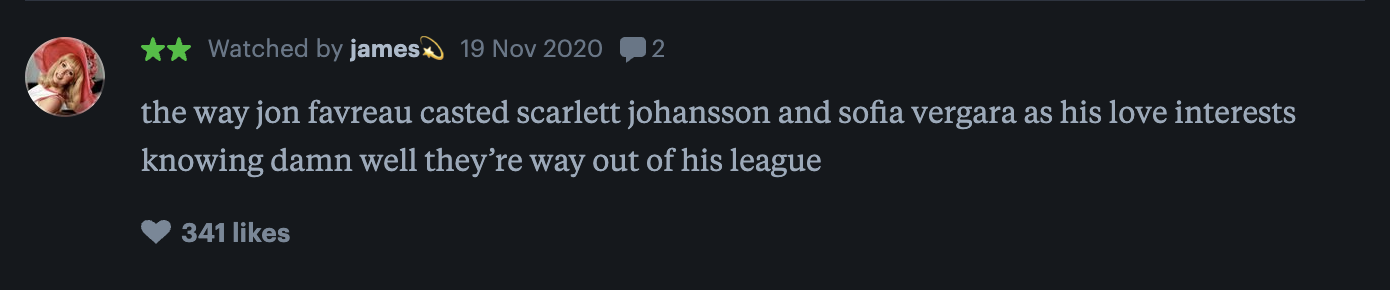 ★★ Watched by james💫 19 Nov 2020 2
the way jon favreau casted scarlett johansson and sofia vergara as his love interests
knowing damn well they’re way out of his league
341 likes